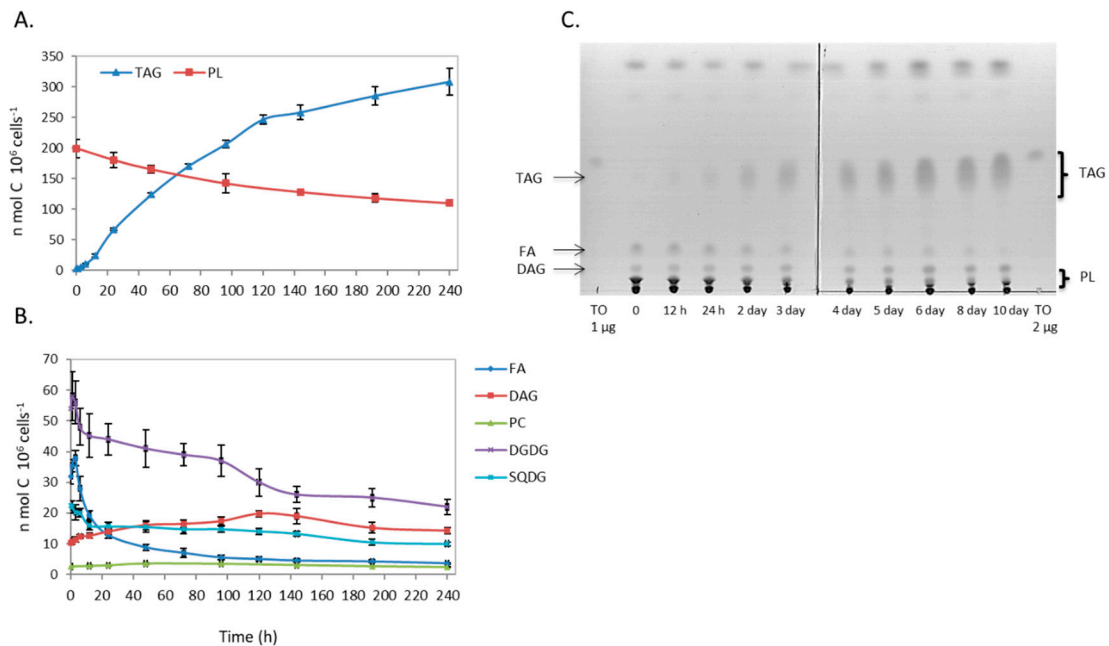 A.
n mol C 10⁶ cells⁻¹
350
300
250
200
150
100
50
0
TAG PL
0 20 40 60 80 100 120 140 160 180 200 220 240
B.
n mol C 10⁶ cells⁻¹
70
60
50
40
30
20
10
0
0 20 40 60 80 100 120 140 160 180 200 220 240
Time (h)
FA
DAG
PC
DGDG
SQDG
C.
TAG
FA
DAG
TAG
PL
TO 0 12 h 24 h 2 day 3 day 4 day 5 day 6 day 8 day 10 day TO
1 µg 2 µg